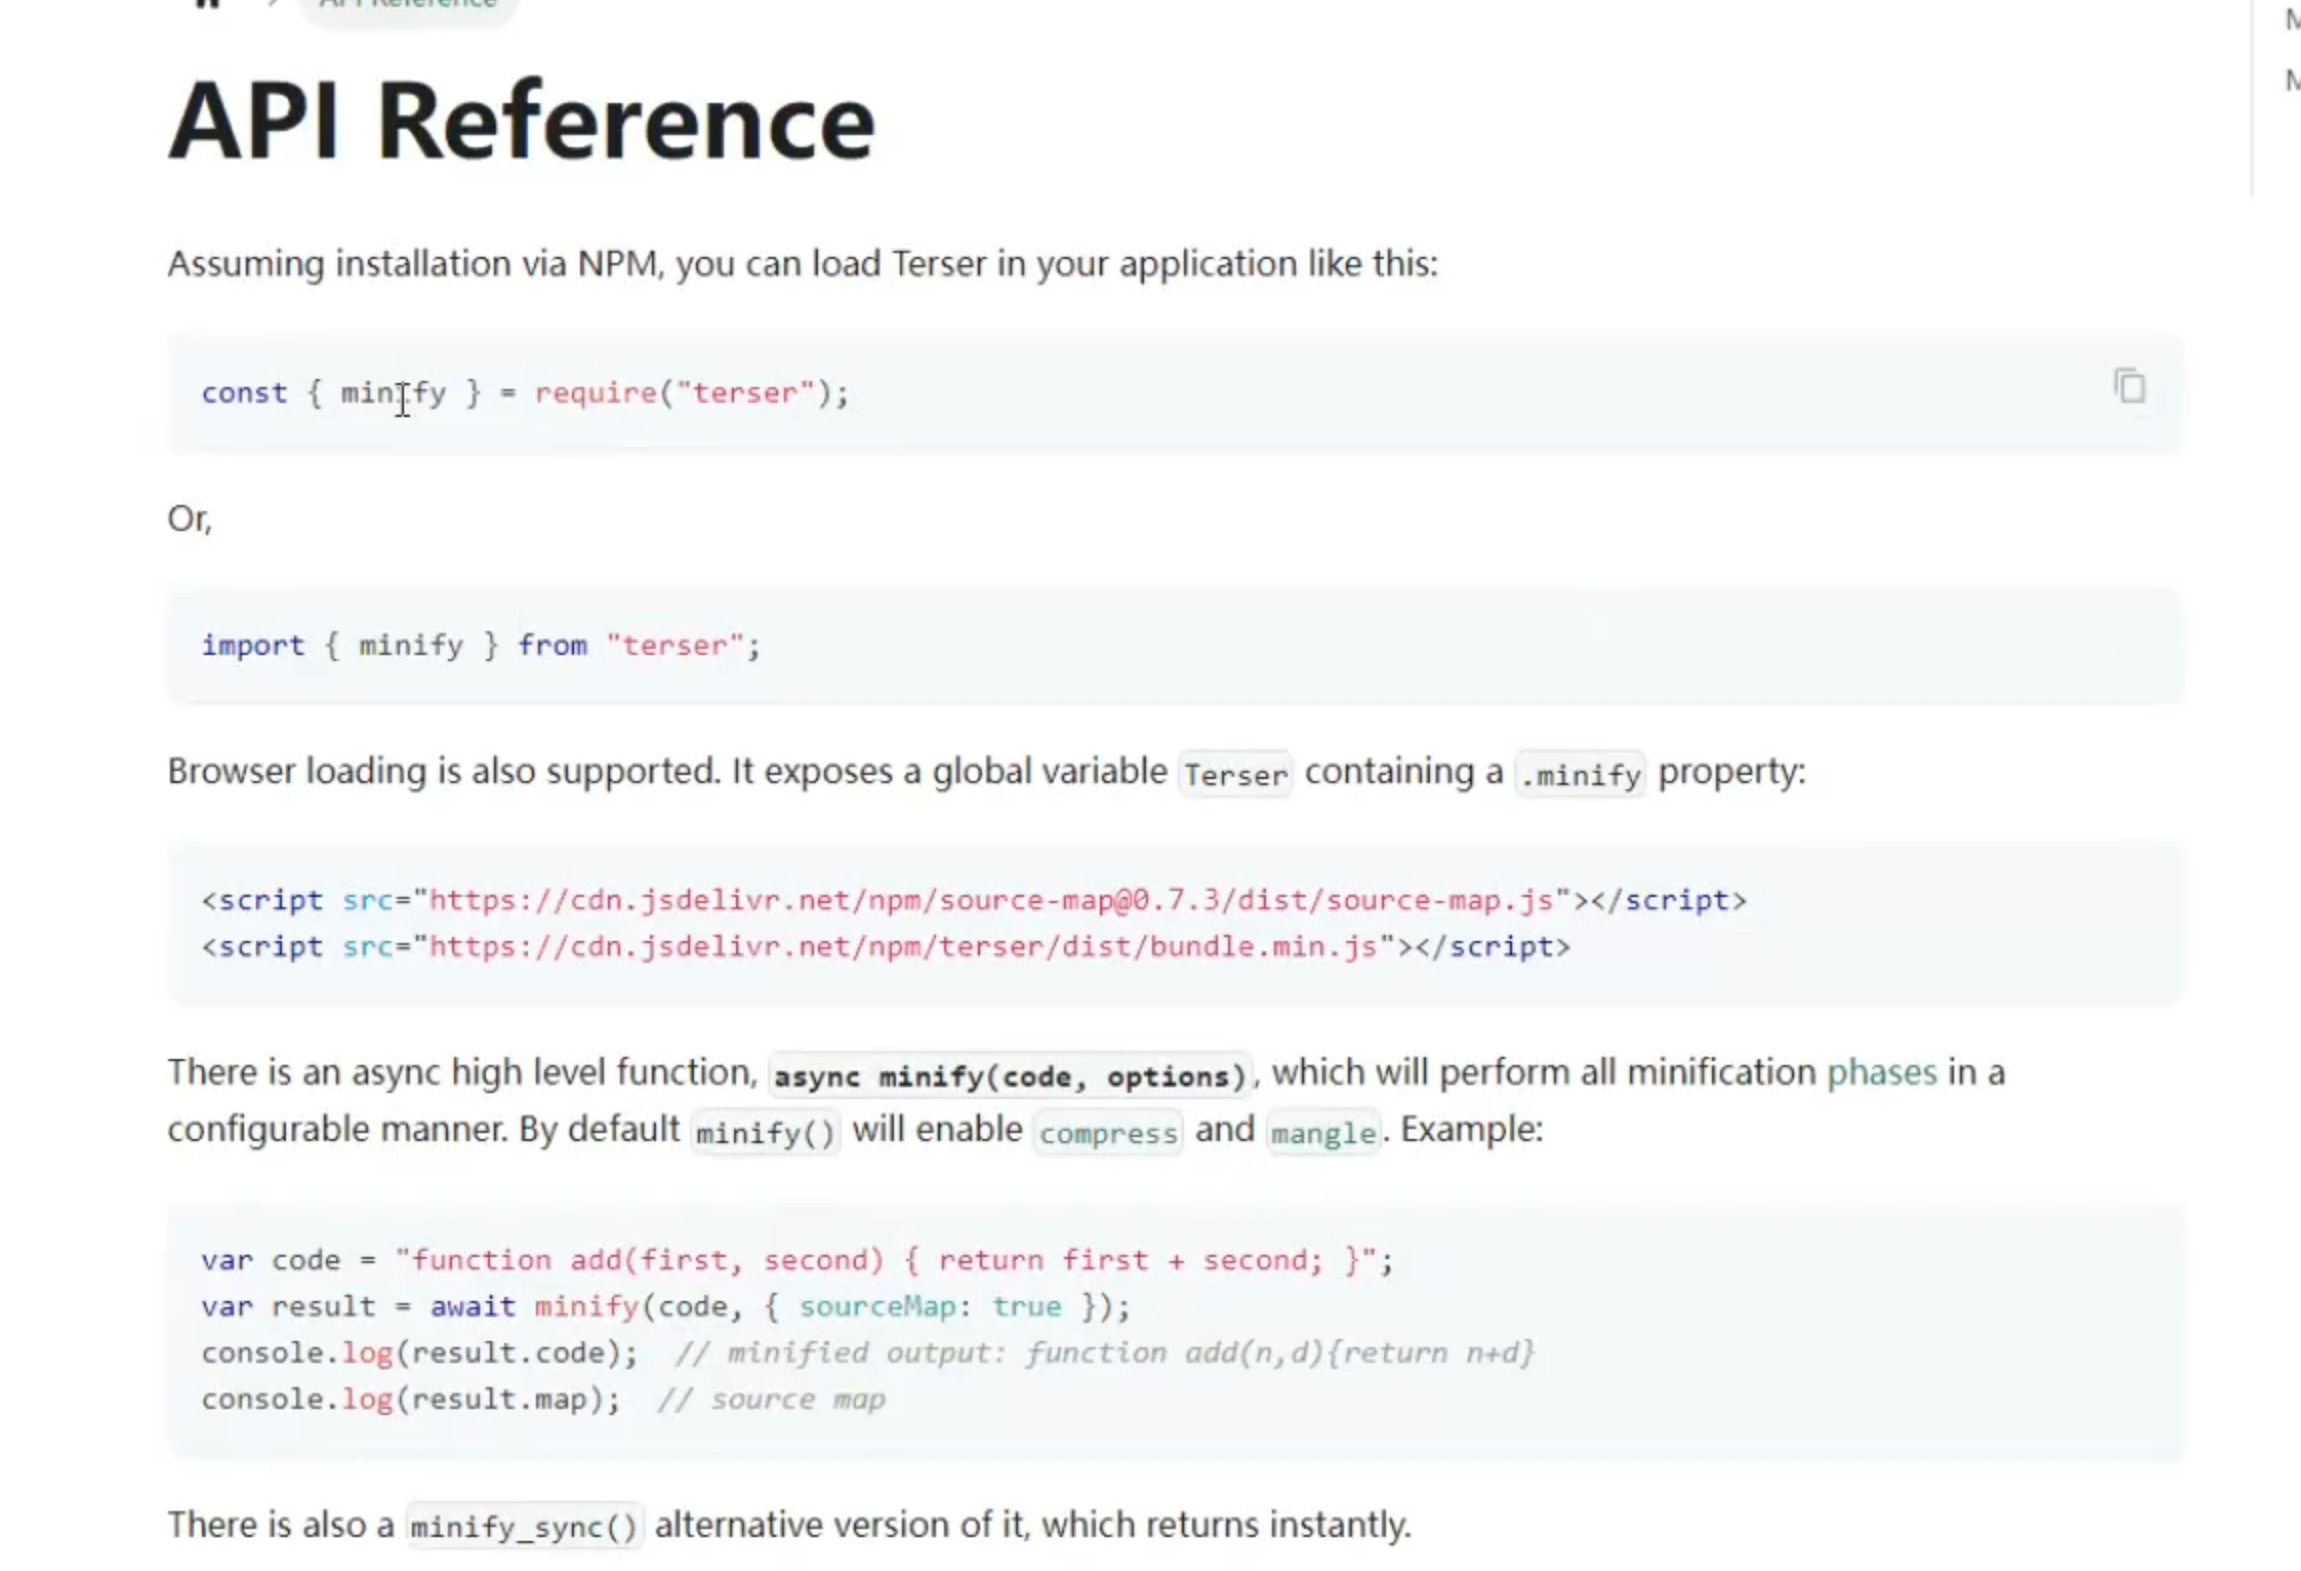 API Reference
API Reference
Assuming installation via NPM, you can load Terser in your application like this:
const { minify } = require("terser");
Or,
import { minify } from "terser";
Browser loading is also supported. It exposes a global variable Terser containing a .minify property:
<script src="https://cdn.jsdelivr.net/npm/source-map@0.7.3/dist/source-map.js"></script>
<script src="https://cdn.jsdelivr.net/npm/terser/dist/bundle.min.js"></script>
There is an async high level function, async minify(code, options), which will perform all minification phases in a
configurable manner. By default minify() will enable compress and mangle. Example:
var code = "function add(first, second) { return first + second; }";
var result = await minify(code, { sourceMap: true });
console.log(result.code);  // minified output: function add(n,d){return n+d}
console.log(result.map);  // source map
There is also a minify_sync() alternative version of it, which returns instantly.